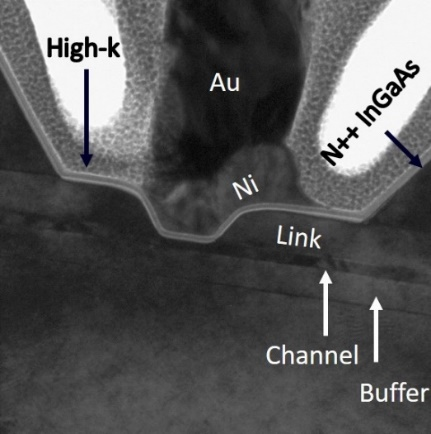 High-k
Au
N++ InGaAs
Ni
Link
Channel
Buffer